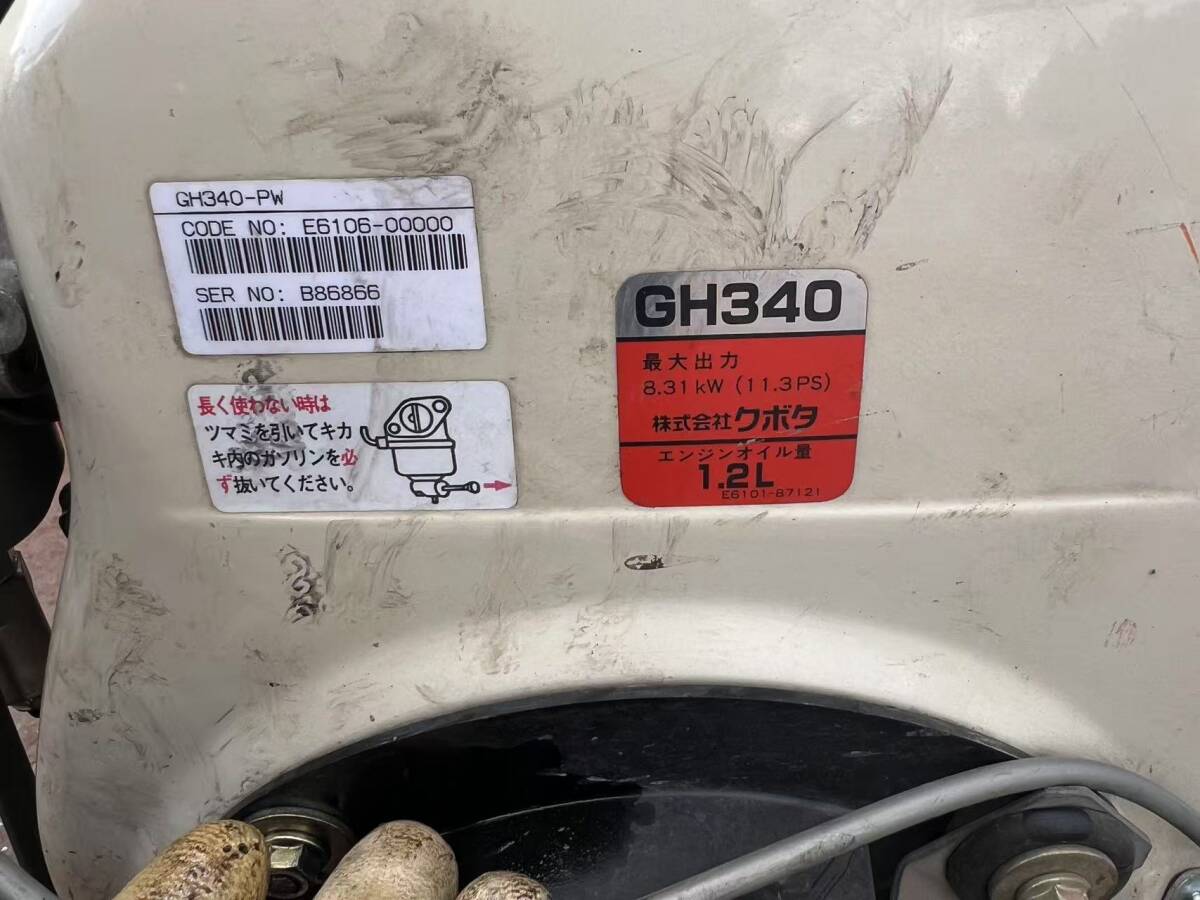 GH340-PW
CODE NO: E6106-00000
SER NO: B86866
長く使わない時は
ツマミを引いてキカ
キ内のガソリンを必
ず抜いてください。
GH340
最大出力
8.31kW (11.3PS)
株式会社クボタ
エンジンオイル量
1.2L
E6101-87121